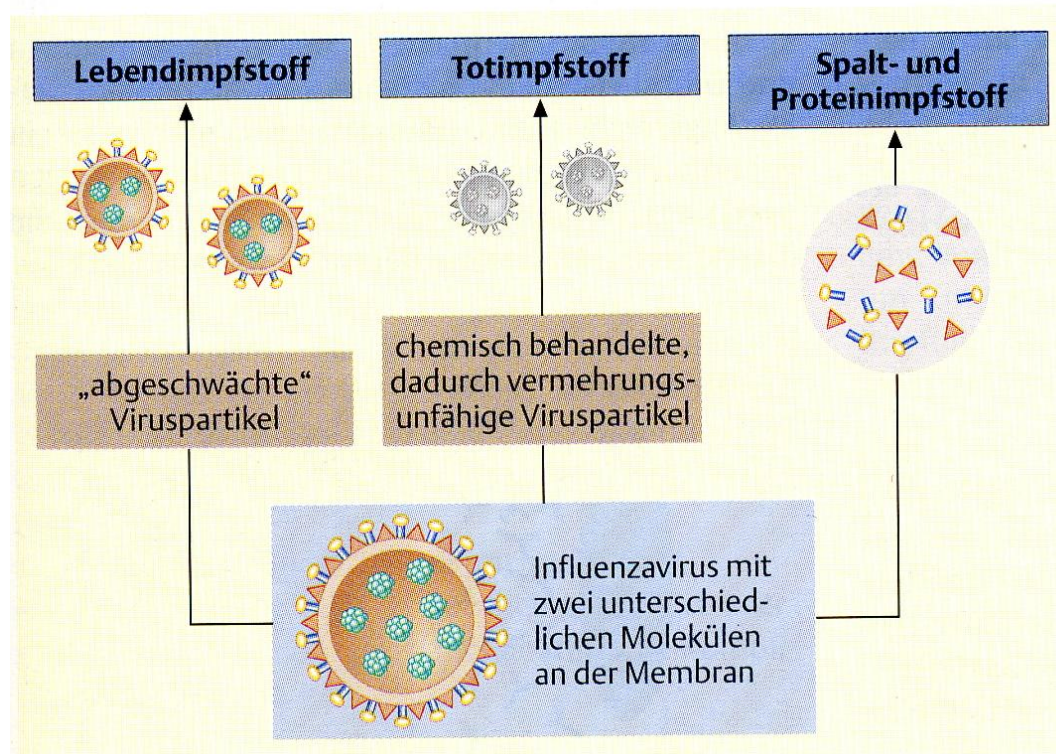 Lebendimpfstoff
Totimpfstoff
Spalt- und
Proteinimpfstoff
„abgeschwächte“
Viruspartikel
chemisch behandelte,
dadurch vermehrungs-
unfähige Viruspartikel
Influenzavirus mit
zwei unterschied-
lichen Molekülen
an der Membran